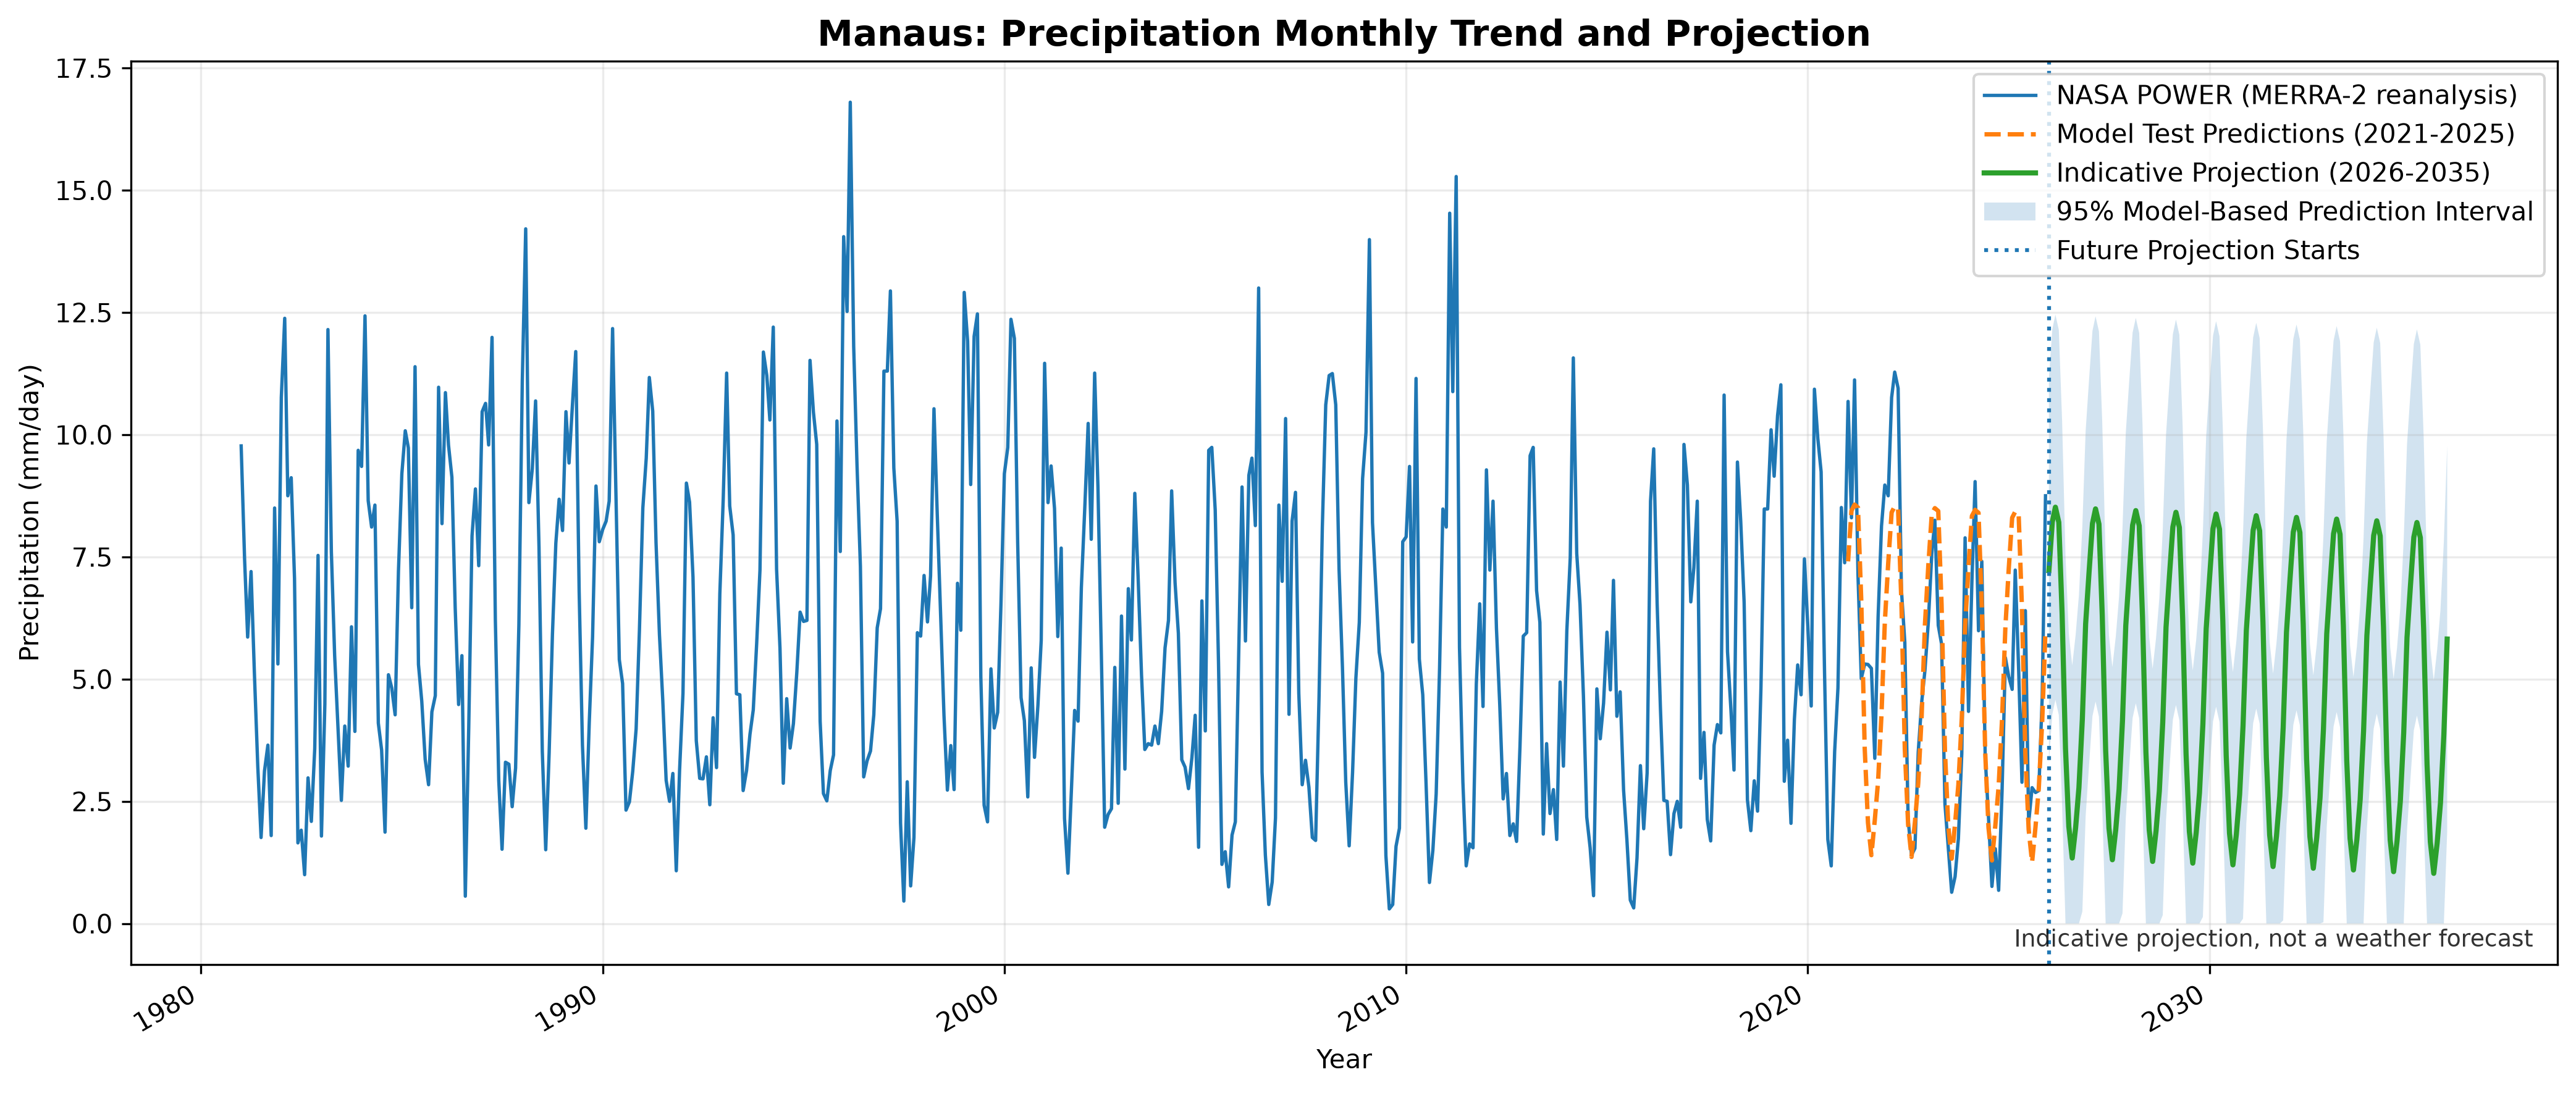 Manaus: Precipitation Monthly Trend and Projection
17.5
15.0
12.5
10.0
7.5
5.0
2.5
0.0
Precipitation (mm/day)
NASA POWER (MERRA-2 reanalysis)
Model Test Predictions (2021-2025)
Indicative Projection (2026-2035)
95% Model-Based Prediction Interval
Future Projection Starts
Indicative projection, not a weather forecast
1980
1990
2000
2010
2020
2030
Year